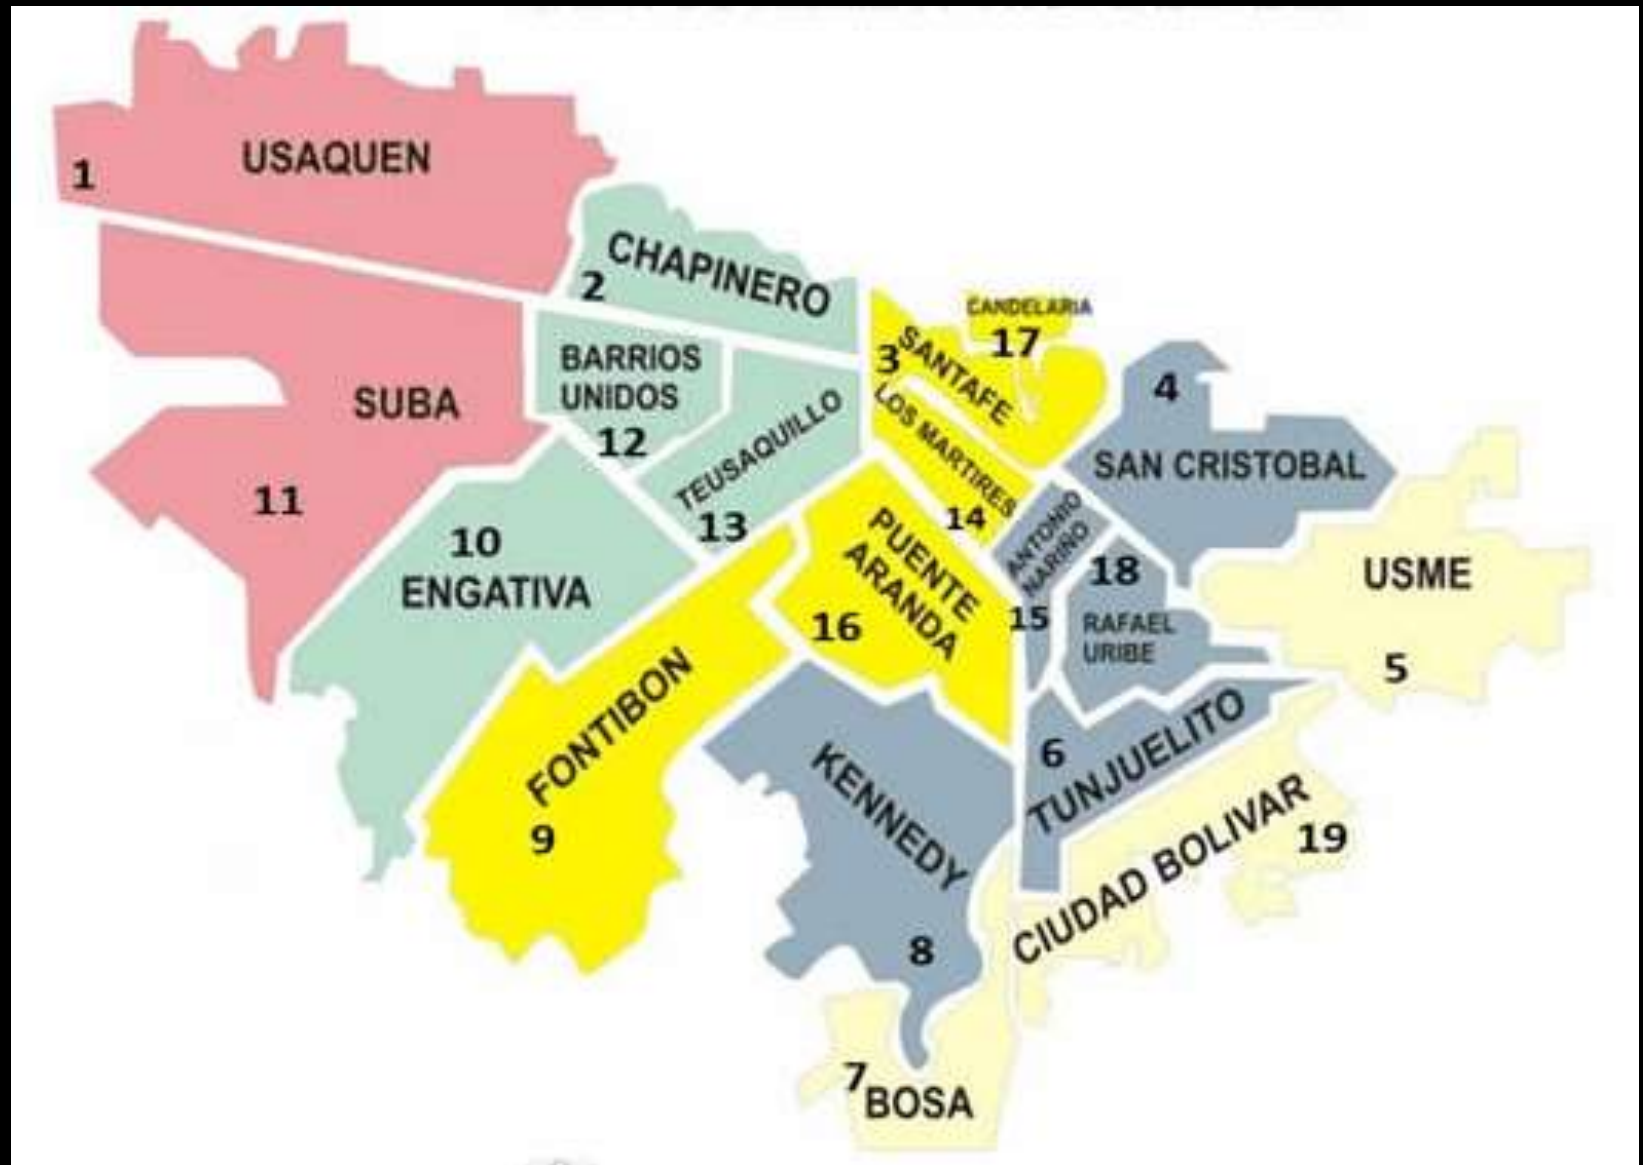 1
USAQUEN
2
CHAPINERO
3
SANTAFE
CANDELARIA
17
4
SAN CRISTOBAL
SUBA
11
BARRIOS
UNIDOS
12
TEUSAQUILLO
13
LOS MARTIRES
14
10
ENGATIVA
PUENTE
ARANDA
16
ANTONIO
NARIÑO
15
18
RAFAEL
URIBE
USME
5
FONTIBON
9
KENNEDY
8
6
TUNJUELITO
CIUDAD BOLIVAR
19
7
BOSA